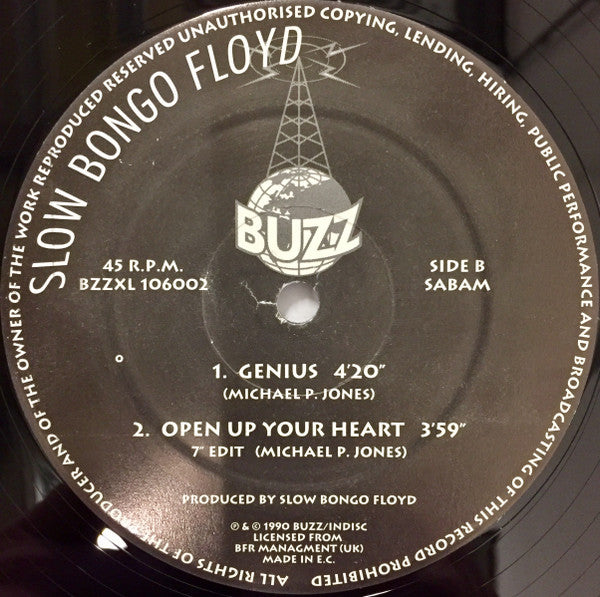 ALL RIGHTS OF THE PRODUCER AND OF THE OWNER OF THE WORK REPRODUCED RESERVED UNAUTHORISED COPYING, LENDING, HIRING, PUBLIC PERFORMANCE AND BROADCASTING OF THIS RECORD PROHIBITED
SLOW BONGO FLOYD
BUZZ
45 R.P.M.
BZZXL 106002
SIDE B
SABAM
1. GENIUS 4'20"
(MICHAEL P. JONES)
2. OPEN UP YOUR HEART 3'59"
7" EDIT (MICHAEL P. JONES)
PRODUCED BY SLOW BONGO FLOYD
℗ & © 1990 BUZZ/INDISC
LICENSED FROM
BFR MANAGMENT (UK)
MADE IN E.C.